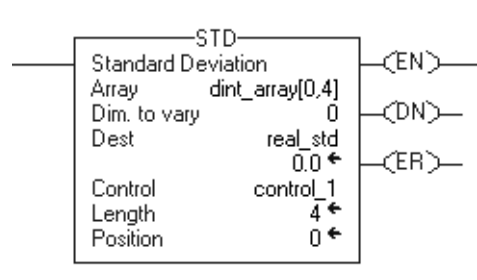 STD
Standard Deviation
Array dint_array[0,4]
Dim. to vary 0
Dest real_std
0.0
Control control_1
Length 4
Position 0
EN
DN
ER